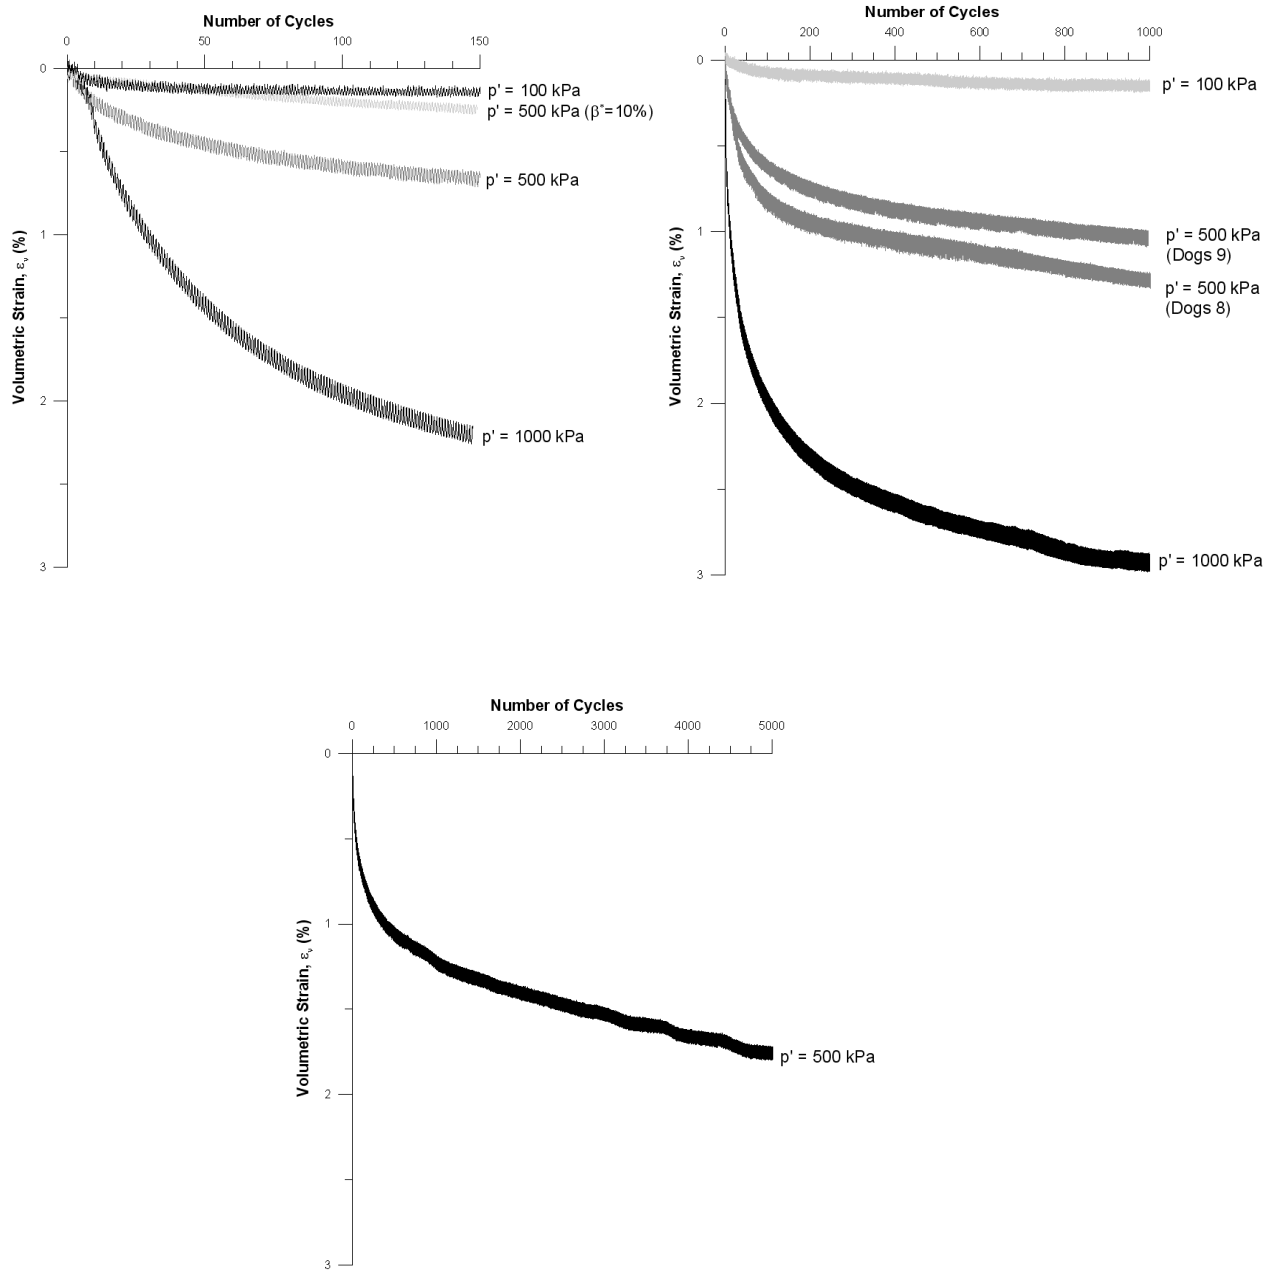 Number of Cycles
0 50 100 150
0
1
2
3
Volumetric Strain, εv (%)
p' = 100 kPa
p' = 500 kPa (β*=10%)
p' = 500 kPa
p' = 1000 kPa
Number of Cycles
0 200 400 600 800 1000
0
1
2
3
Volumetric Strain, εv (%)
p' = 100 kPa
p' = 500 kPa
(Dogs 9)
p' = 500 kPa
(Dogs 8)
p' = 1000 kPa
Number of Cycles
0 1000 2000 3000 4000 5000
0
1
2
3
Volumetric Strain, εv (%)
p' = 500 kPa